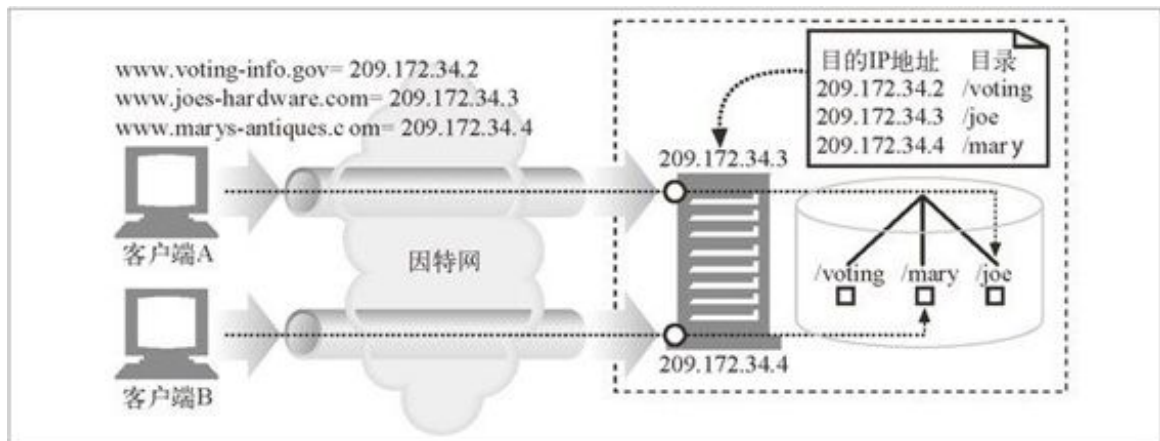 www.voting-info.gov= 209.172.34.2
www.joes-hardware.com= 209.172.34.3
www.marys-antiques.c om= 209.172.34.4
目的IP地址 目录
209.172.34.2 /voting
209.172.34.3 /joe
209.172.34.4 /mary
209.172.34.3
客户端A
因特网
/voting /mary /joe
209.172.34.4
客户端B